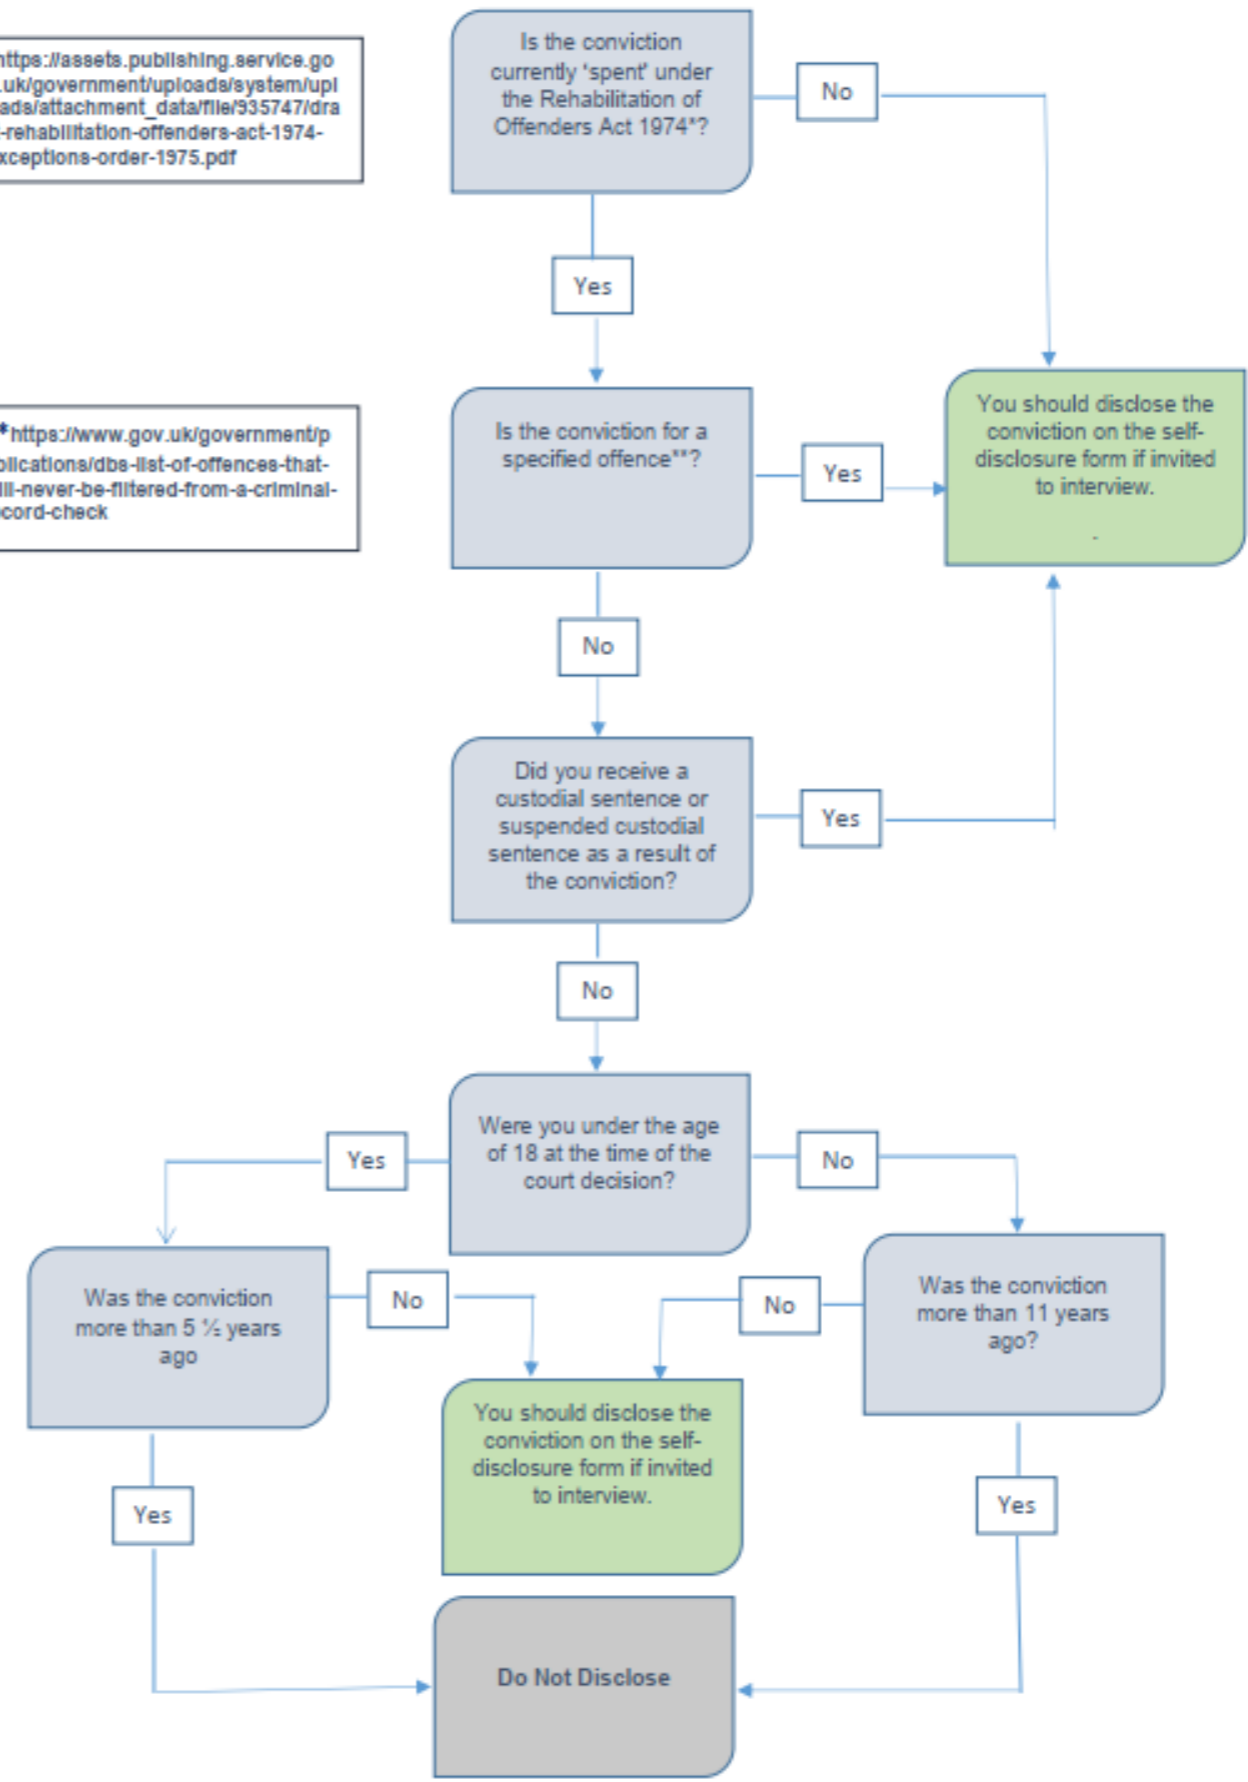 Is the conviction
currently 'spent' under
the Rehabilitation of
Offenders Act 1974*?
No
https://assets.publishing.service.go
.uk/government/uploads/system/upl
ads/attachment_data/file/935747/dra
t-rehabilitation-offenders-act-1974-
xceptions-order-1975.pdf
Yes
Is the conviction for a
specified offence**?
Yes
You should disclose the
conviction on the self-
disclosure form if invited
to interview.
.
*https://www.gov.uk/government/p
blications/dbs-list-of-offences-that-
ill-never-be-filtered-from-a-criminal-
cord-check
No
Did you receive a
custodial sentence or
suspended custodial
sentence as a result of
the conviction?
Yes
No
Were you under the age
of 18 at the time of the
court decision?
Yes
No
Was the conviction
more than 5 ½ years
ago
No
No
Was the conviction
more than 11 years
ago?
You should disclose the
conviction on the self-
disclosure form if invited
to interview.
Yes
Yes
Do Not Disclose